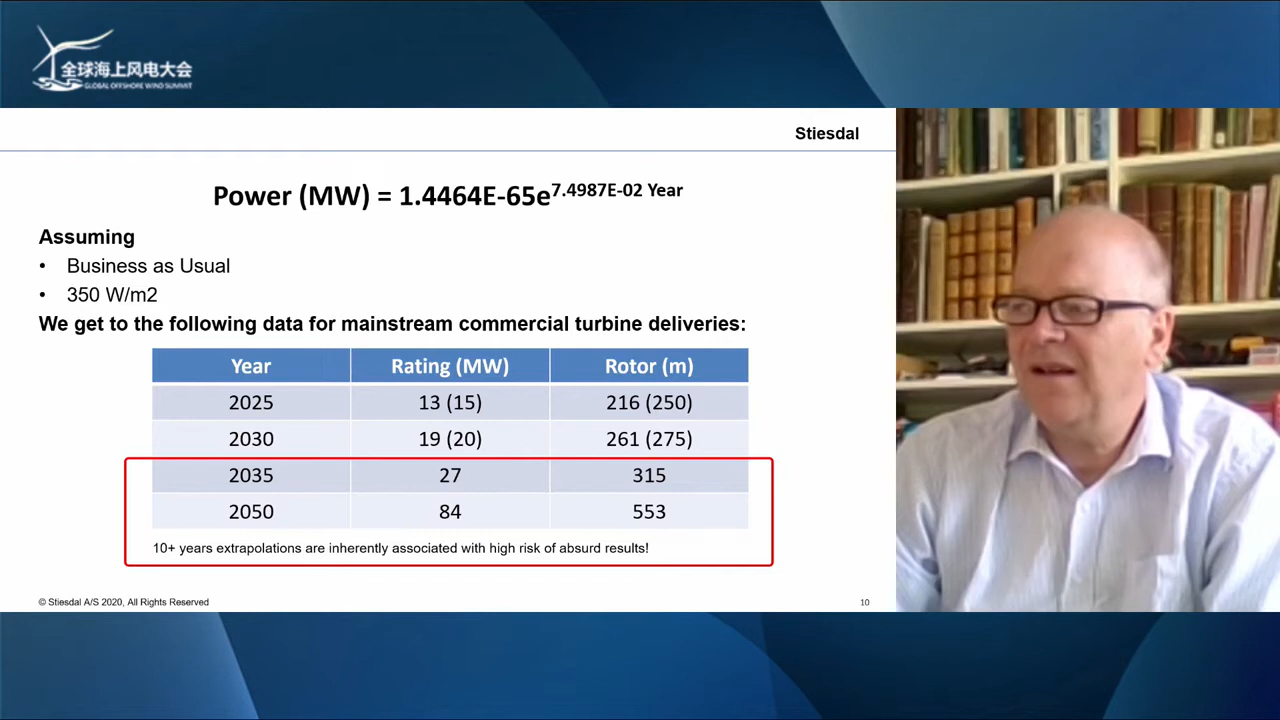 全球海上风电大会
GLOBAL OFFSHORE WIND SUMMIT
Stiesdal
Power (MW) = 1.4464E-65e7.4987E-02 Year
Assuming
• Business as Usual
• 350 W/m2
We get to the following data for mainstream commercial turbine deliveries:
Year Rating (MW) Rotor (m)
2025 13 (15) 216 (250)
2030 19 (20) 261 (275)
2035 27 315
2050 84 553
10+ years extrapolations are inherently associated with high risk of absurd results!
© Stiesdal A/S 2020, All Rights Reserved
10